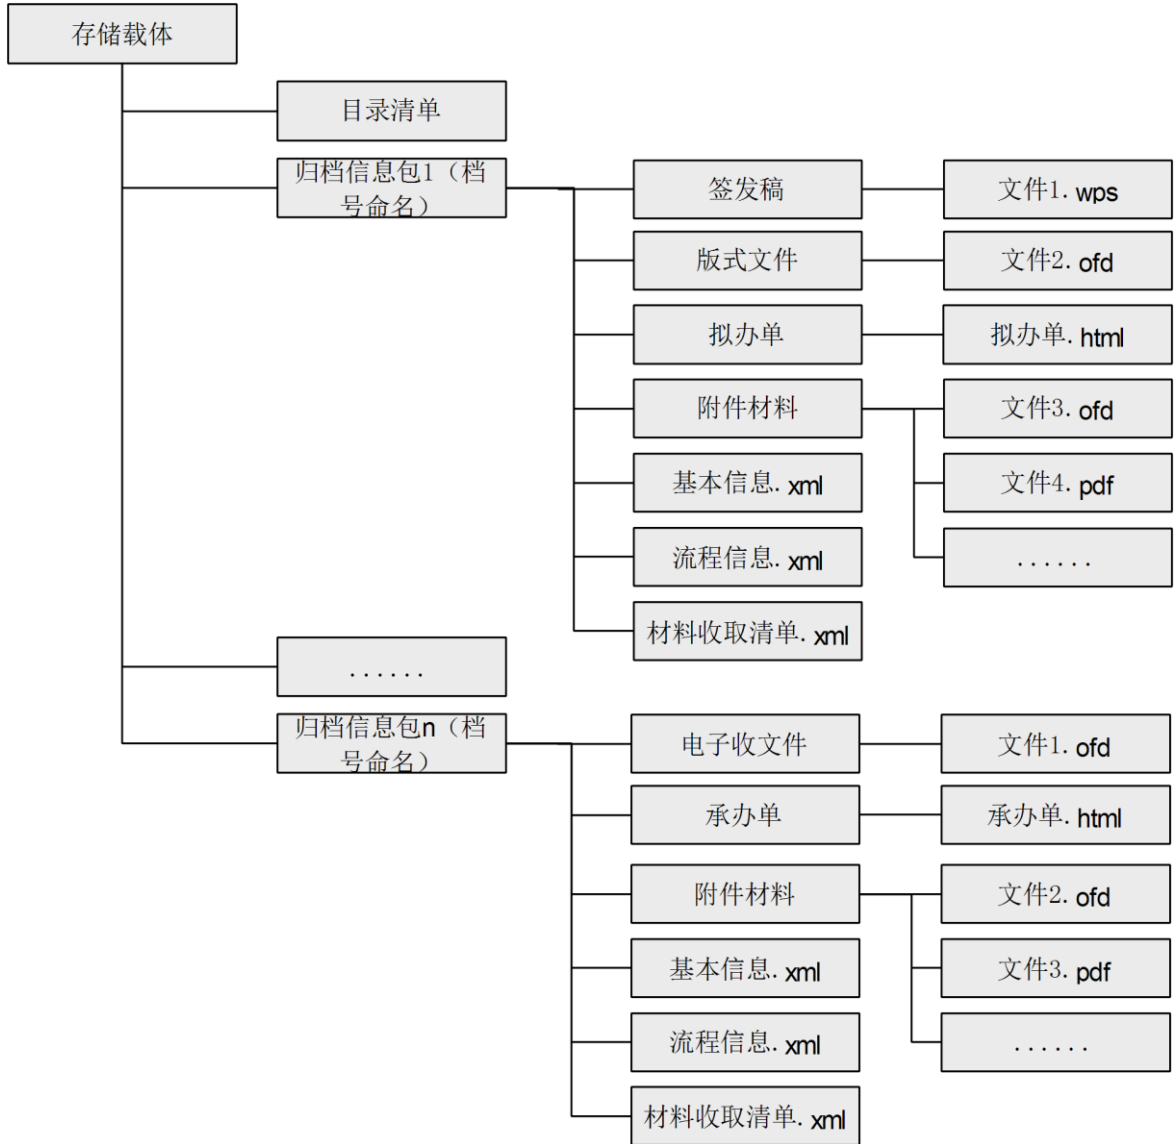 存储载体
目录清单
归档信息包1（档
号命名）
签发稿
文件1.wps
版式文件
文件2.ofd
拟办单
拟办单.html
附件材料
文件3.ofd
基本信息.xml
文件4.pdf
流程信息.xml
......
材料收取清单.xml
......
归档信息包n（档
号命名）
电子收文件
文件1.ofd
承办单
承办单.html
附件材料
文件2.ofd
基本信息.xml
文件3.pdf
流程信息.xml
......
材料收取清单.xml